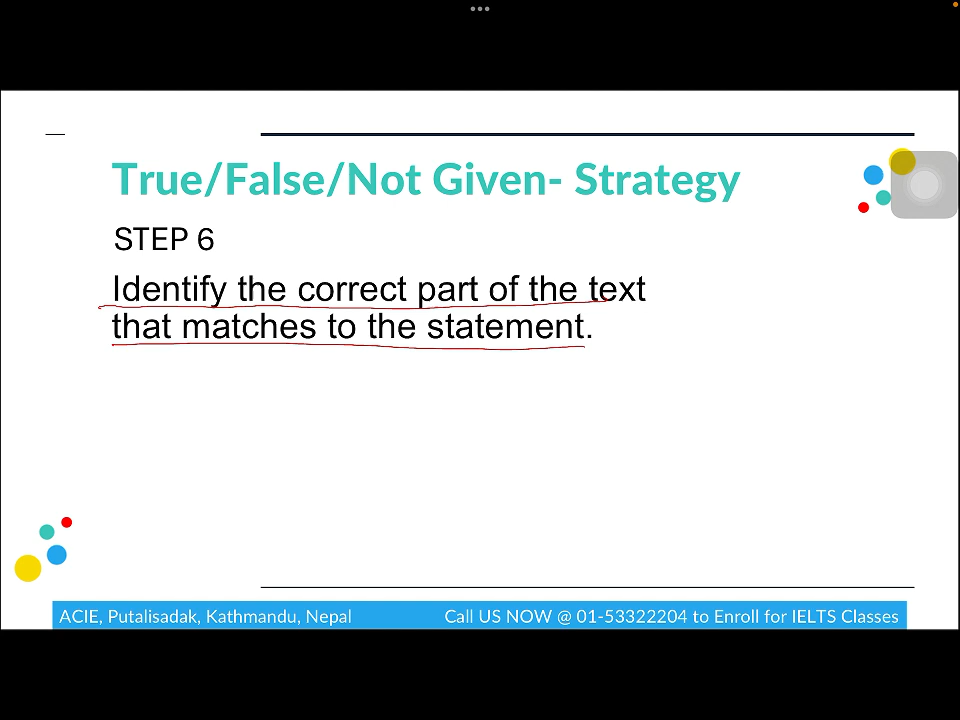 True/False/Not Given- Strategy
STEP 6
Identify the correct part of the text
that matches to the statement.
ACIE, Putalisadak, Kathmandu, Nepal
Call US NOW @ 01-53322204 to Enroll for IELTS Classes